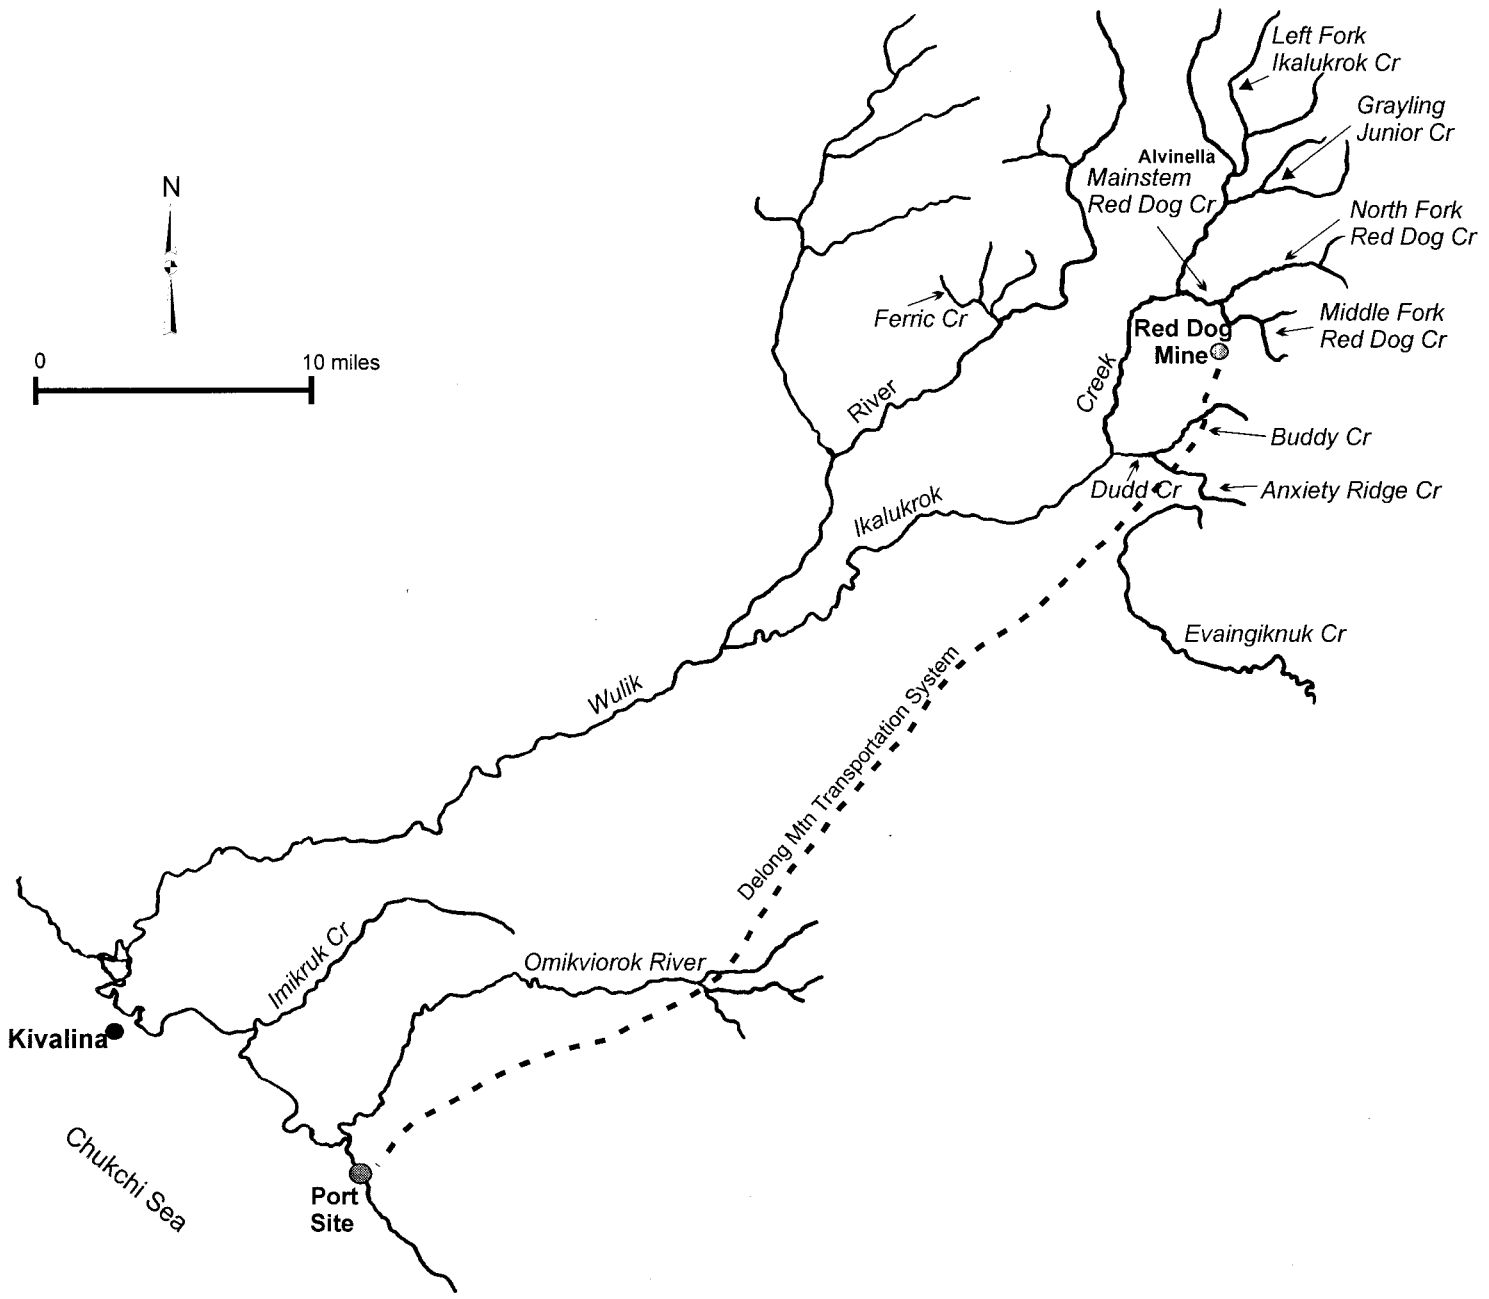 Left Fork
Ikalukrok Cr
Grayling
Junior Cr
Alvinella
Mainstem
Red Dog Cr
N
North Fork
Red Dog Cr
Ferric Cr
Middle Fork
Red Dog Cr
Red Dog
Mine
0
10 miles
Creek
River
Buddy Cr
Dudd Cr
Anxiety Ridge Cr
Ikalukrok
Evaingiknuk Cr
Wulik
Delong Mtn Transportation System
Imikruk Cr
Omikviorok River
Kivalina
Chukchi Sea
Port
Site